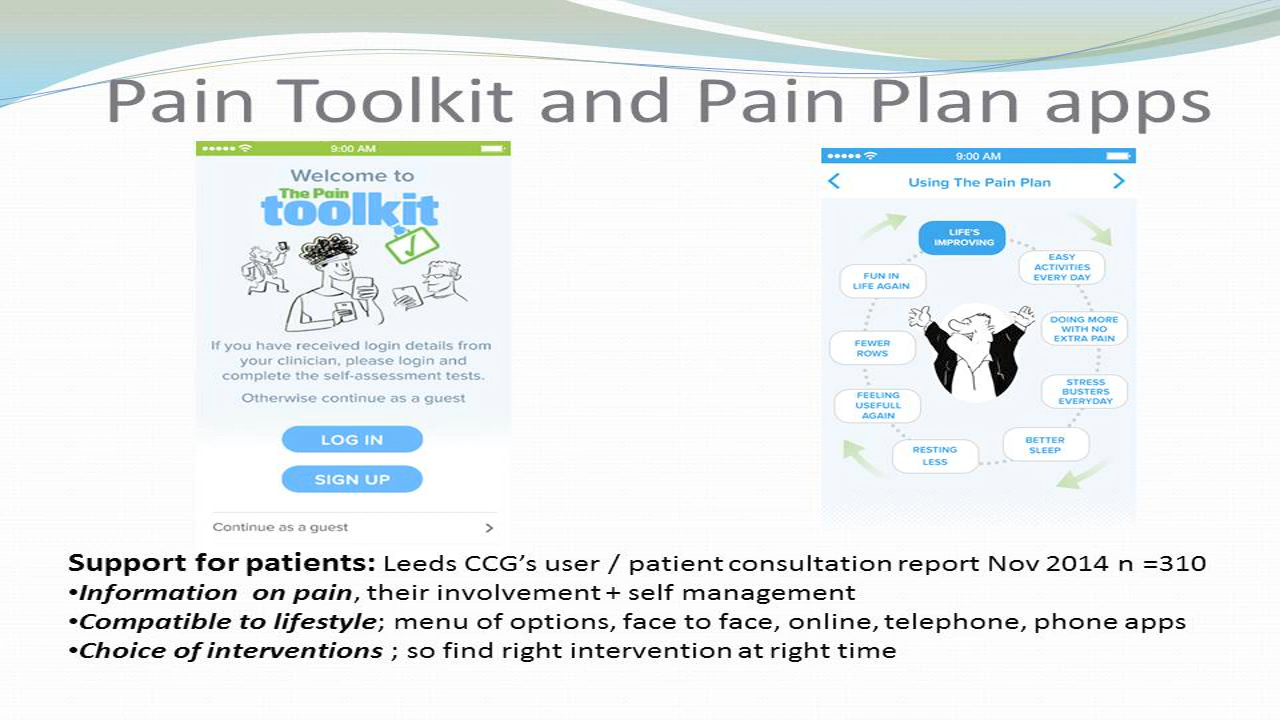 Pain Toolkit and Pain Plan apps
9:00 AM
Welcome to
The Pain
toolkit
If you have received login details from
your clinician, please login and
complete the self-assessment tests.
Otherwise continue as a guest
LOG IN
SIGN UP
Continue as a guest
9:00 AM
Using The Pain Plan
LIFE'S
IMPROVING
EASY
ACTIVITIES
EVERY DAY
DOING MORE
WITH NO
EXTRA PAIN
STRESS
BUSTERS
EVERYDAY
BETTER
SLEEP
RESTING
LESS
FEELING
USEFULL
AGAIN
FEWER
ROWS
FUN IN
LIFE AGAIN
Support for patients: Leeds CCG's user / patient consultation report Nov 2014 n =310
•Information on pain, their involvement + self management
•Compatible to lifestyle; menu of options, face to face, online, telephone, phone apps
•Choice of interventions ; so find right intervention at right time